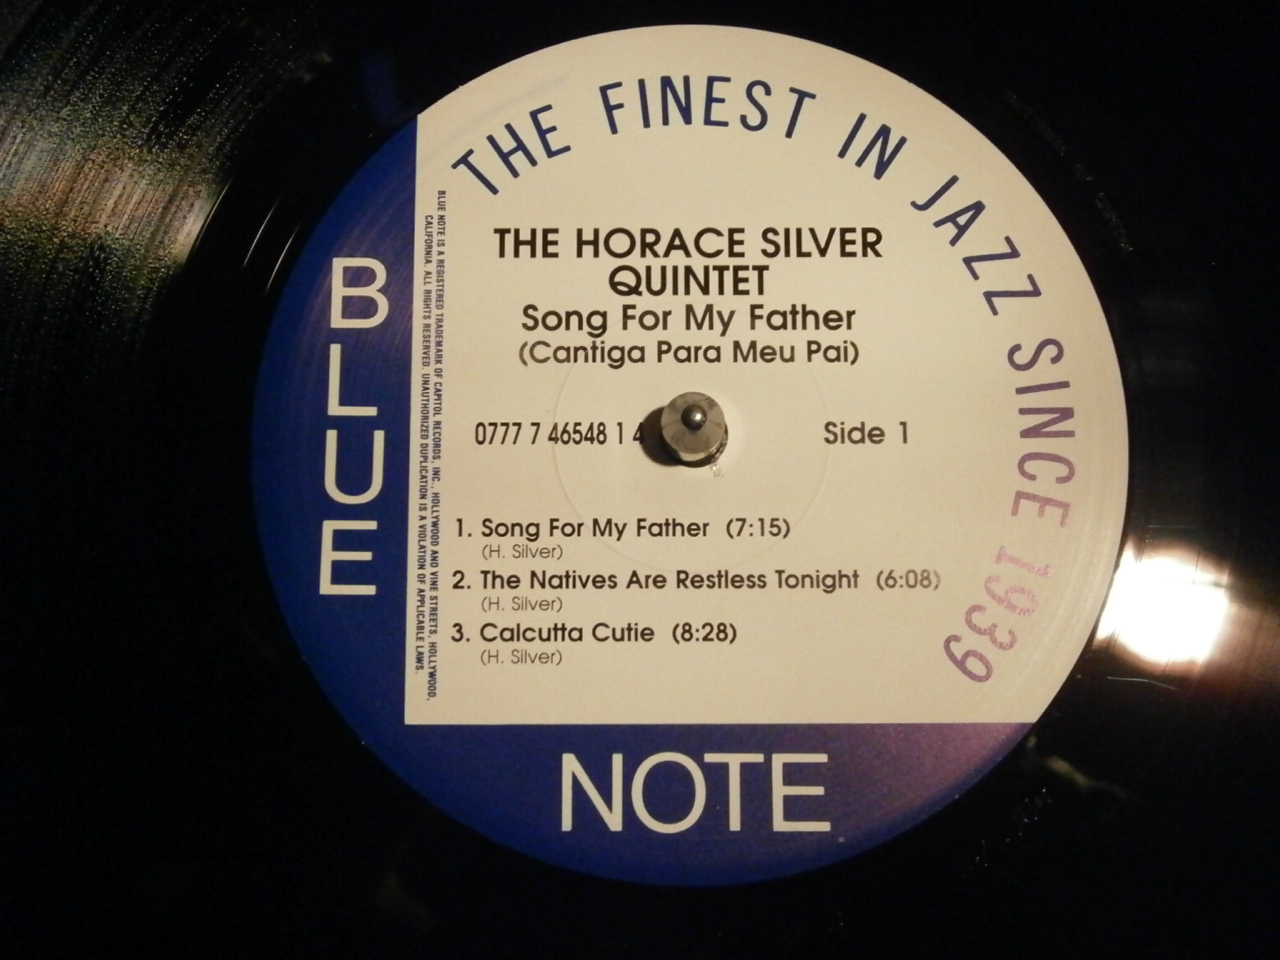 THE FINEST IN JAZZ SINCE 1939
BLUE
NOTE
BLUE NOTE IS A REGISTERED TRADEMARK OF CAPITOL RECORDS, INC., HOLLYWOOD AND VINE STREETS, HOLLYWOOD,
CALIFORNIA. ALL RIGHTS RESERVED. UNAUTHORIZED DUPLICATION IS A VIOLATION OF APPLICABLE LAWS.
THE HORACE SILVER
QUINTET
Song For My Father
(Cantiga Para Meu Pai)
0777 7 46548 1 4
Side 1
1. Song For My Father (7:15)
(H. Silver)
2. The Natives Are Restless Tonight (6:08)
(H. Silver)
3. Calcutta Cutie (8:28)
(H. Silver)